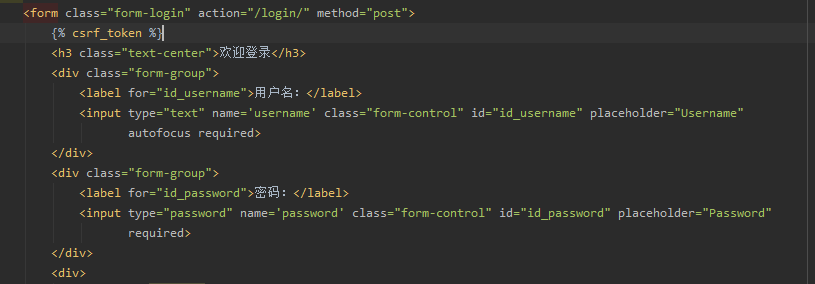 <form class="form-login" action="/login/" method="post">
{% csrf_token %}
<h3 class="text-center">欢迎登录</h3>
<div class="form-group">
<label for="id_username">用户名：</label>
<input type="text" name='username' class="form-control" id="id_username" placeholder="Username"
autofocus required>
</div>
<div class="form-group">
<label for="id_password">密码：</label>
<input type="password" name='password' class="form-control" id="id_password" placeholder="Password"
required>
</div>
<div>